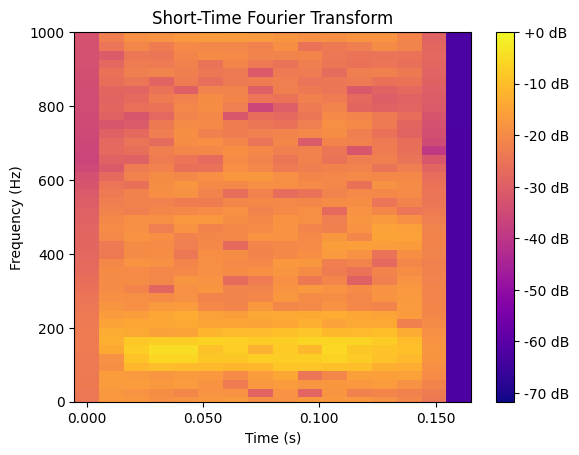 Short-Time Fourier Transform
1000
800
600
400
200
0
Frequency (Hz)
0.000
0.050
0.100
0.150
Time (s)
+0 dB
-10 dB
-20 dB
-30 dB
-40 dB
-50 dB
-60 dB
-70 dB